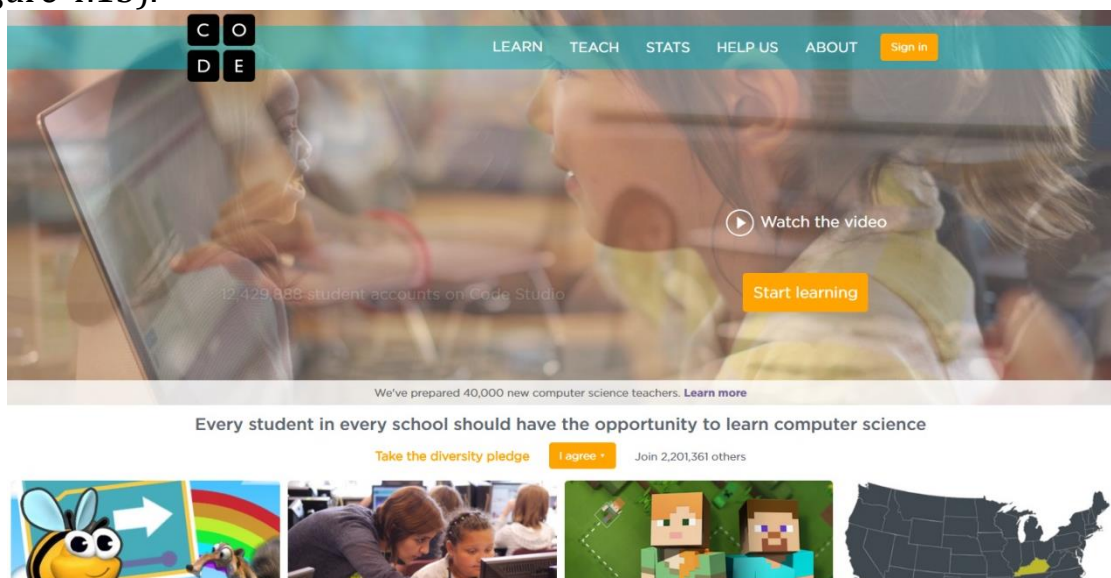 C O
D E
LEARN TEACH STATS HELP US ABOUT Sign in
Watch the video
12,429,888 student accounts on Code Studio
Start learning
We've prepared 40,000 new computer science teachers. Learn more
Every student in every school should have the opportunity to learn computer science
Take the diversity pledge I agree Join 2,201,361 others